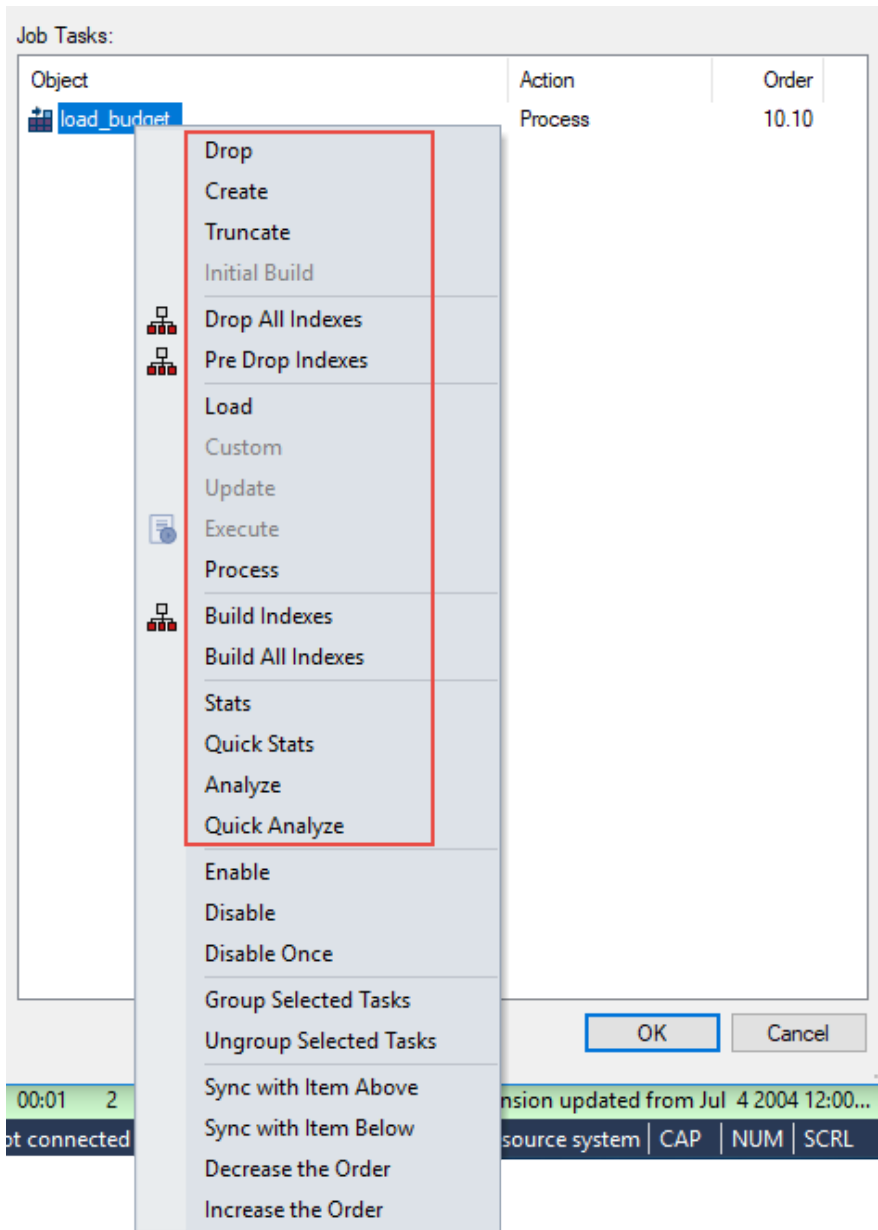 Job Tasks:
Object Action Order
load_budget Process 10.10
Drop
Create
Truncate
Initial Build
Drop All Indexes
Pre Drop Indexes
Load
Custom
Update
Execute
Process
Build Indexes
Build All Indexes
Stats
Quick Stats
Analyze
Quick Analyze
Enable
Disable
Disable Once
Group Selected Tasks
Ungroup Selected Tasks
OK Cancel
Sync with Item Above
00:01 2 nsion updated from Jul 4 2004 12:00...
Sync with Item Below
ot connected source system CAP NUM SCRL
Decrease the Order
Increase the Order